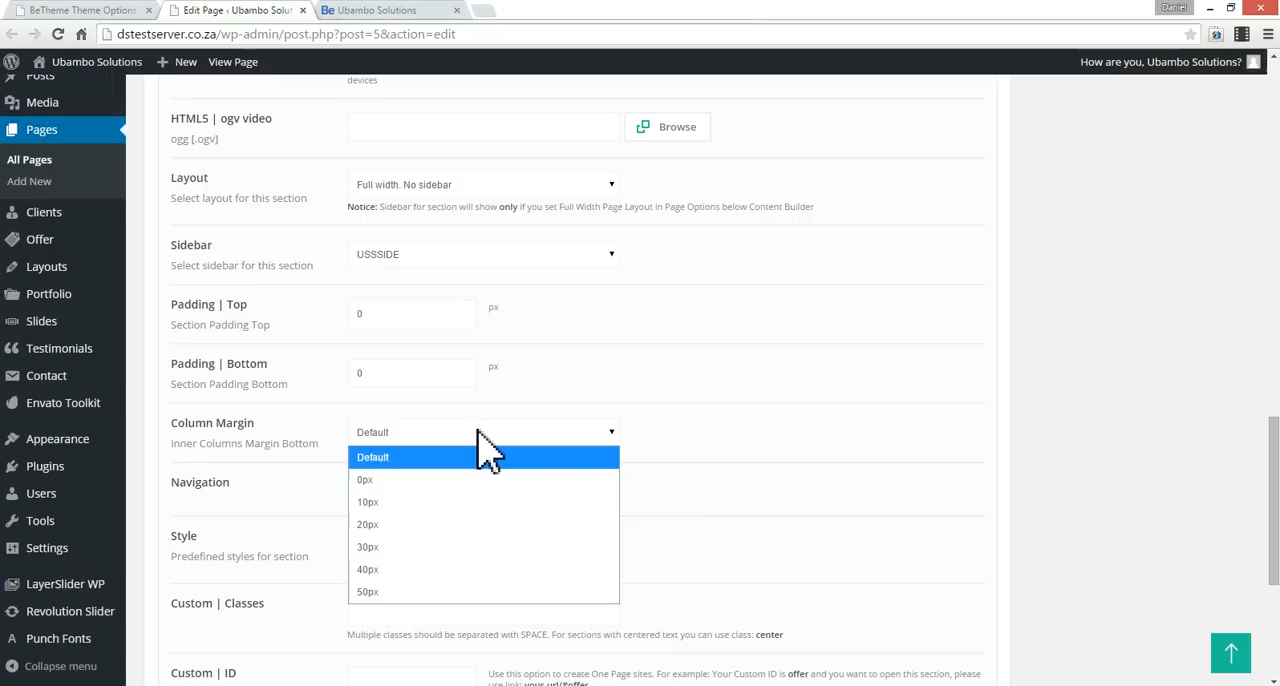 BeTheme Theme Options
Edit Page ‹ Ubambo Solut
Be Ubambo Solutions
Daniel
dstestserver.co.za/wp-admin/post.php?post=5&action=edit
Ubambo Solutions
New
View Page
How are you, Ubambo Solutions?
Posts
Media
Pages
All Pages
Add New
Clients
Offer
Layouts
Portfolio
Slides
Testimonials
Contact
Envato Toolkit
Appearance
Plugins
Users
Tools
Settings
LayerSlider WP
Revolution Slider
Punch Fonts
Collapse menu
devices
HTML5 | ogv video
ogg [.ogv]
Browse
Layout
Select layout for this section
Full width. No sidebar
Notice: Sidebar for section will show only if you set Full Width Page Layout in Page Options below Content Builder
Sidebar
Select sidebar for this section
USSSIDE
Padding | Top
Section Padding Top
0
px
Padding | Bottom
Section Padding Bottom
0
px
Column Margin
Inner Columns Margin Bottom
Default
Default
0px
10px
20px
30px
40px
50px
Navigation
Style
Predefined styles for section
Custom | Classes
Multiple classes should be separated with SPACE. For sections with centered text you can use class: center
Custom | ID
Use this option to create One Page sites. For example: Your Custom ID is offer and you want to open this section, please
use link: your-url/#offer